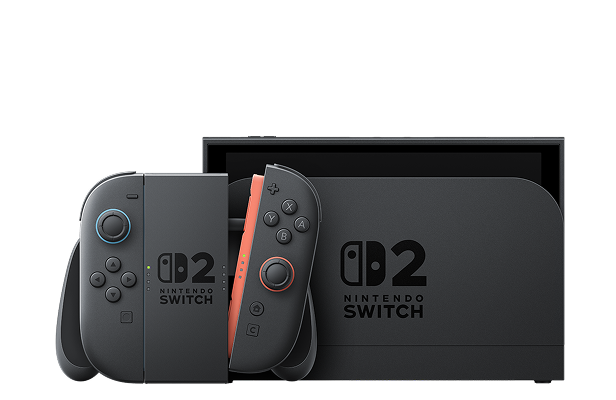 X
Y
A
B
C
2
NINTENDO
SWITCH
2
NINTENDO
SWITCH